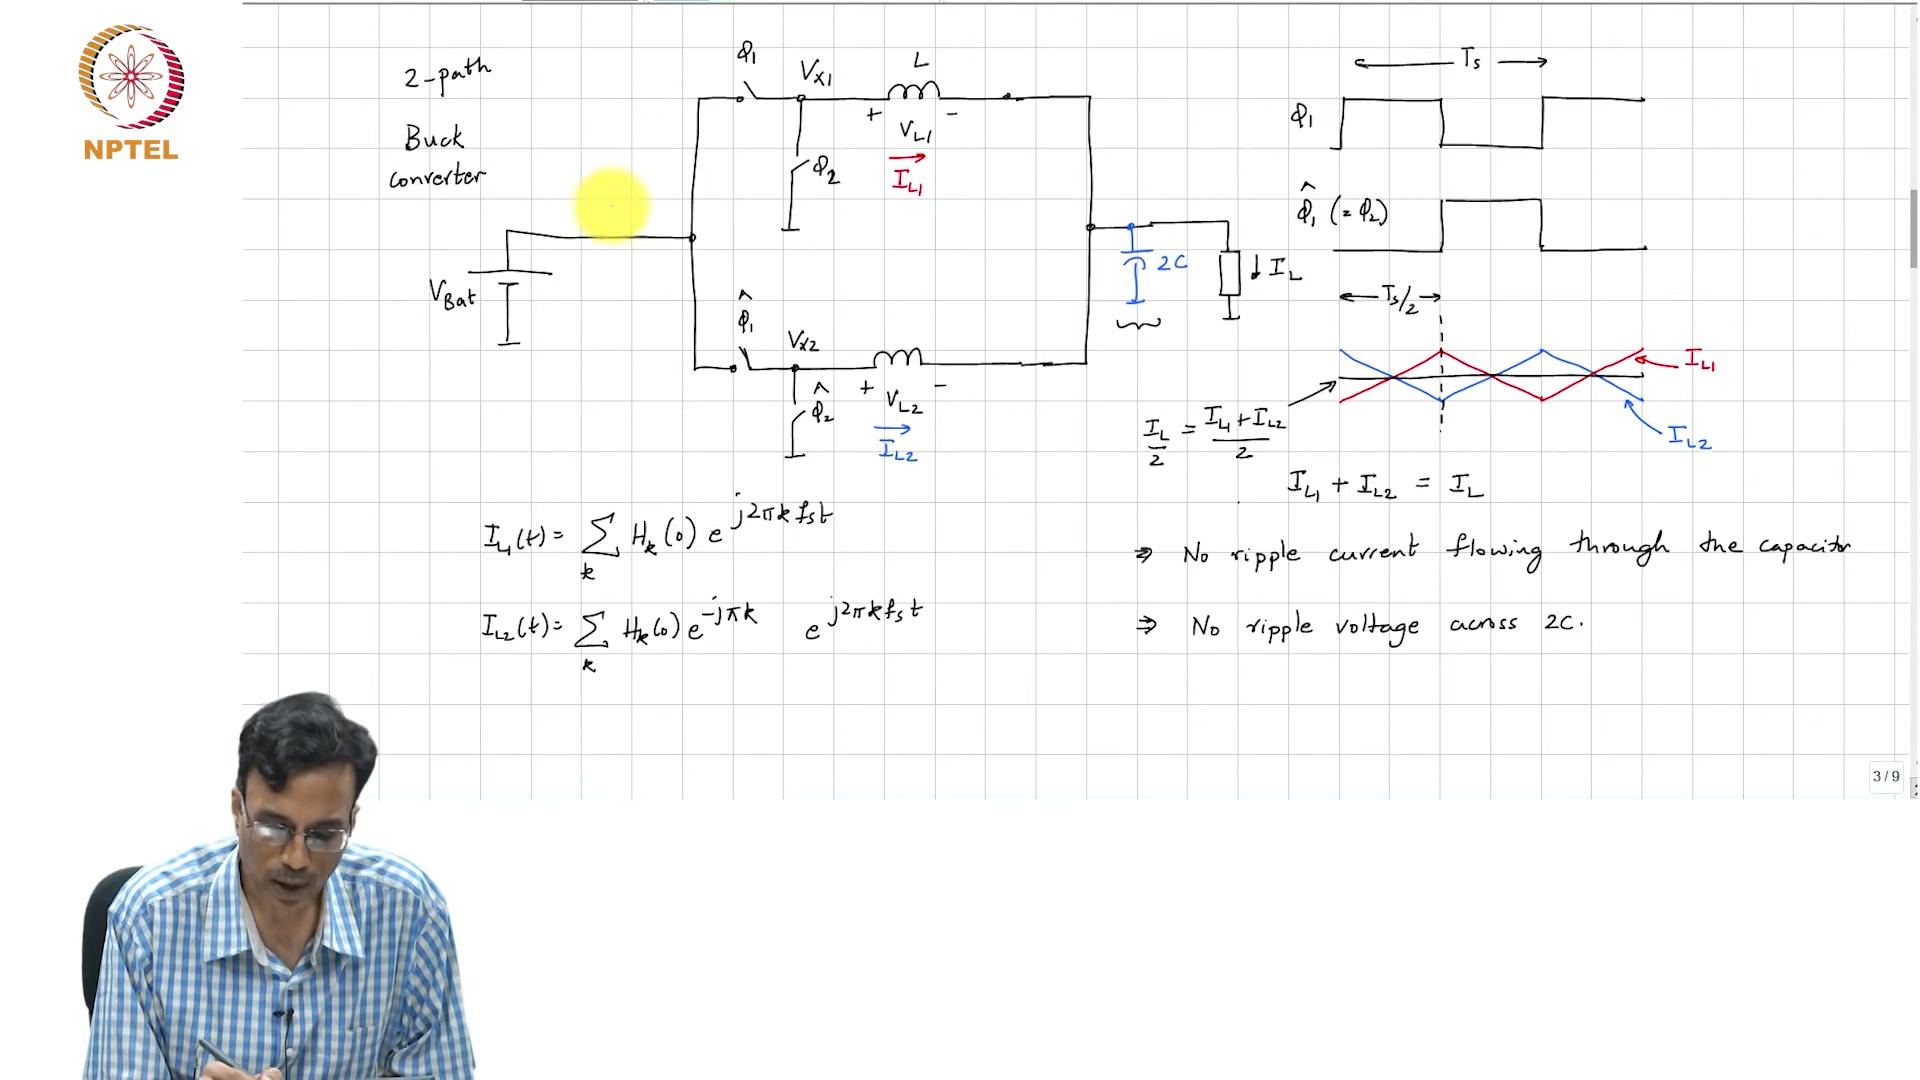 NPTEL
2-path
Buck
converter
V_Bat
Φ₁
V_X1
L
+ V_L1 -
I_L1
Φ₂
Φ̂₁
V_X2
+ V_L2 -
I_L2
Φ̂₂
2C
I_L
T_s
Φ₁
Φ̂₁ (= Φ₂)
T_s/2
I_L1
I_L2
I_L/2 = (I_L1 + I_L2)/2
I_L1 + I_L2 = I_L
⇒ No ripple current flowing through the capacitor
⇒ No ripple voltage across 2C.
I_L1(t) = Σ_k H_k(0) e^{j2πk f_s t}
I_L2(t) = Σ_k H_k(0) e^{-jπk} e^{j2πk f_s t}
3 / 9